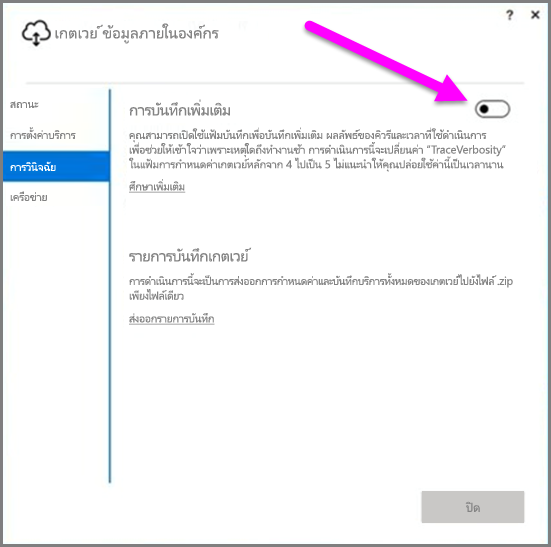 ?
เกตเวย์ข้อมูลภายในองค์กร
สถานะ
การตั้งค่าบริการ
การวินิจฉัย
เครือข่าย
การบันทึกเพิ่มเติม
คุณสามารถเปิดใช้แฟ้มบันทึกเพื่อบันทึกเพิ่มเติม ผลลัพธ์ของคิวรีและเวลาที่ใช้ดำเนินการ
เพื่อช่วยให้เข้าใจว่าเพราะเหตุใดถึงทำงานช้า การดำเนินการนี้จะเปลี่ยนค่า "TraceVerbosity"
ในแฟ้มการกำหนดค่าเกตเวย์หลักจาก 4 ไปเป็น 5 ไม่แนะนำให้คุณปล่อยใช้ค่านี้เป็นเวลานาน
ศึกษาเพิ่มเติม
รายการบันทึกเกตเวย์
การดำเนินการนี้จะเป็นการส่งออกการกำหนดค่าและบันทึกบริการทั้งหมดของเกตเวย์ไปยังไฟล์ .zip
เพียงไฟล์เดียว
ส่งออกรายการบันทึก
ปิด